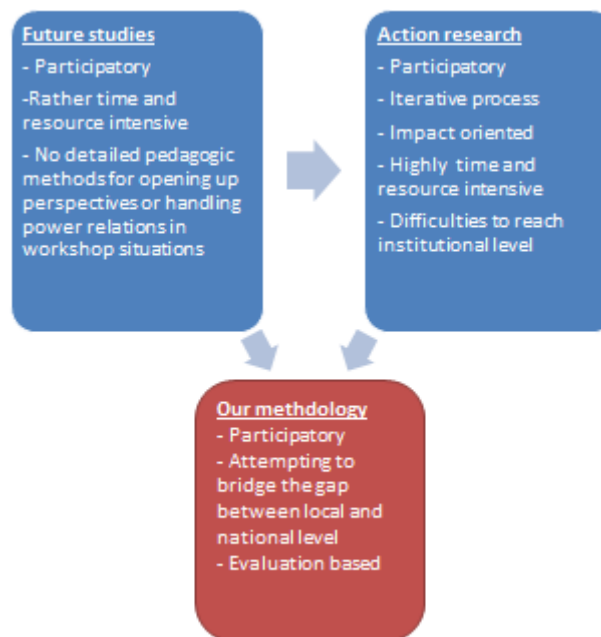 Future studies
- Participatory
-Rather time and
resource intensive
- No detailed pedagogic
methods for opening up
perspectives or handling
power relations in
workshop situations
Action research
- Participatory
- Iterative process
- Impact oriented
- Highly time and
resource intensive
- Difficulties to reach
institutional level
Our methdology
- Participatory
- Attempting to
bridge the gap
between local and
national level
- Evaluation based